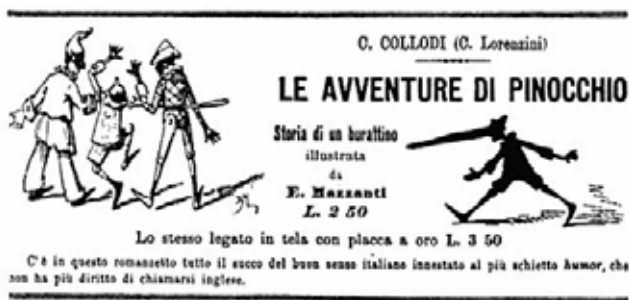 C. COLLODI (C. Lorenzini)
LE AVVENTURE DI PINOCCHIO
Storia di un burattino
illustrata
da
E. Mazzanti
L. 2 50
Lo stesso legato in tela con placca a oro L. 3 50
C'è in questo romanzetto tutto il succo del buon senso italiano innestato al più schietto humor, che
non ha più diritto di chiamarsi inglese.